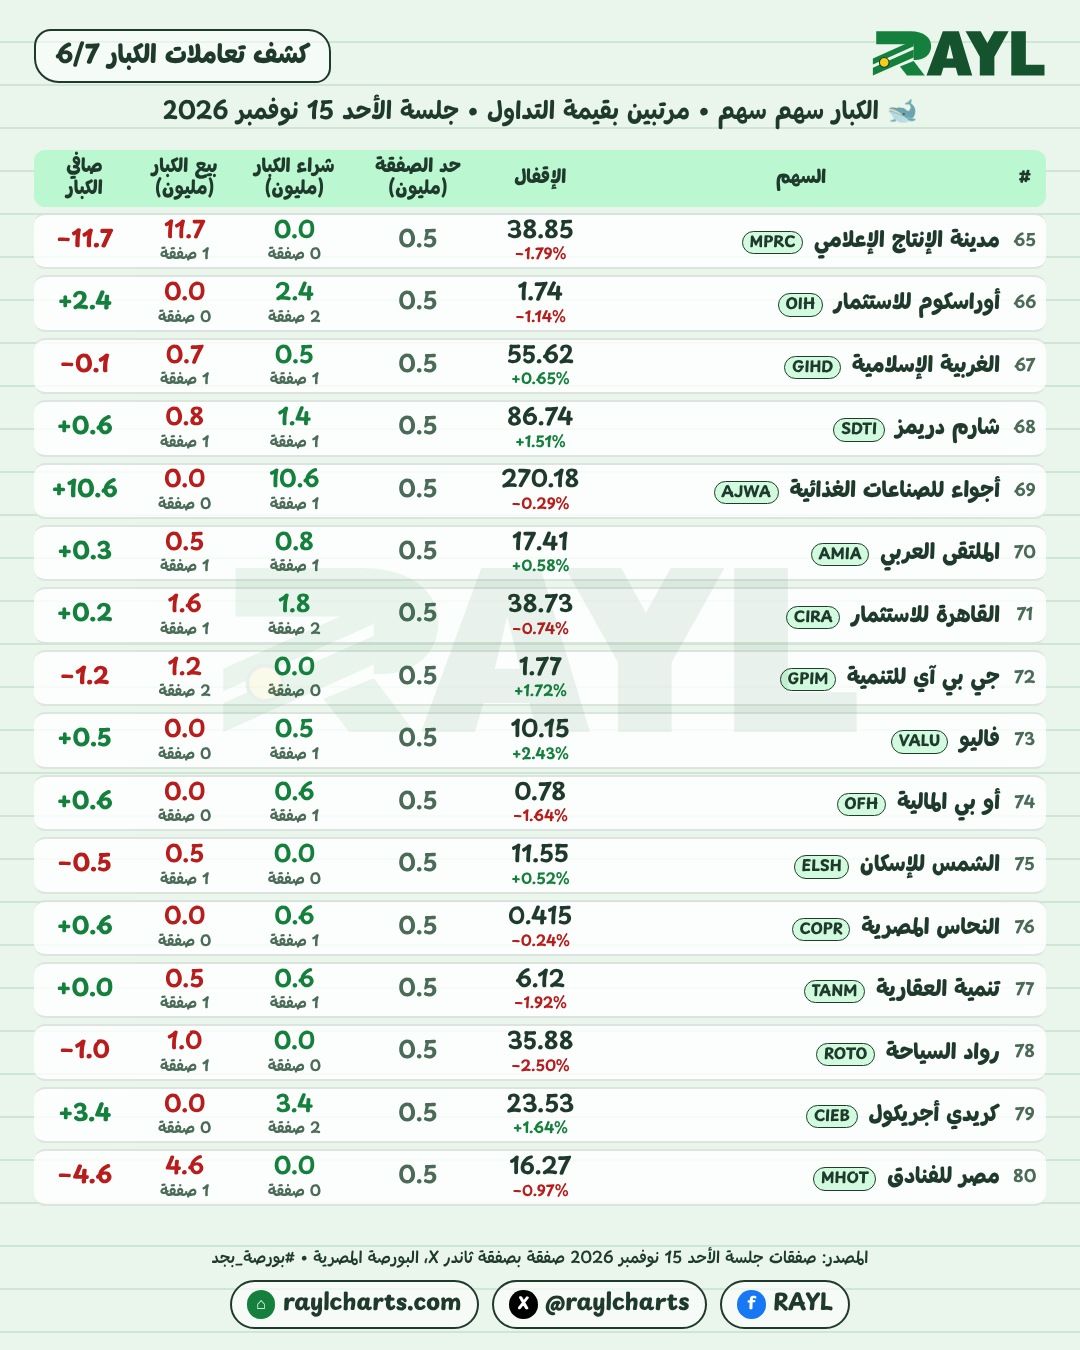 RAYL
كشف تعاملات الكبار 6/7
🐋 الكبار سهم سهم • مرتبين بقيمة التداول • جلسة الأحد 15 نوفمبر 2026
# السهم الإقفال حد الصفقة (مليون) شراء الكبار (مليون) بيع الكبار (مليون) صافي الكبار
65 مدينة الإنتاج الإعلامي MPRC 38.85 0.5 0.0 11.7 −11.7
−1.79% 0 صفقة 1 صفقة
66 أوراسكوم للاستثمار OIH 1.74 0.5 2.4 0.0 +2.4
−1.14% 2 صفقة 0 صفقة
67 الغربية الإسلامية GIHD 55.62 0.5 0.5 0.7 −0.1
+0.65% 1 صفقة 1 صفقة
68 شارم دريمز SDTI 86.74 0.5 1.4 0.8 +0.6
+1.51% 1 صفقة 1 صفقة
69 أجواء للصناعات الغذائية AJWA 270.18 0.5 10.6 0.0 +10.6
−0.29% 1 صفقة 0 صفقة
70 الملتقى العربي AMIA 17.41 0.5 0.8 0.5 +0.3
+0.58% 1 صفقة 1 صفقة
71 القاهرة للاستثمار CIRA 38.73 0.5 1.8 1.6 +0.2
−0.74% 2 صفقة 1 صفقة
72 جي بي آي للتنمية GPIM 1.77 0.5 0.0 1.2 −1.2
+1.72% 0 صفقة 2 صفقة
73 فاليو VALU 10.15 0.5 0.5 0.0 +0.5
+2.43% 1 صفقة 0 صفقة
74 أو بي المالية OFH 0.78 0.5 0.6 0.0 +0.6
−1.64% 1 صفقة 0 صفقة
75 الشمس للإسكان ELSH 11.55 0.5 0.0 0.5 −0.5
+0.52% 0 صفقة 1 صفقة
76 النحاس المصرية COPR 0.415 0.5 0.6 0.0 +0.6
−0.24% 1 صفقة 0 صفقة
77 تنمية العقارية TANM 6.12 0.5 0.6 0.5 +0.0
−1.92% 1 صفقة 1 صفقة
78 رواد السياحة ROTO 35.88 0.5 0.0 1.0 −1.0
−2.50% 0 صفقة 1 صفقة
79 كريدي أجريكول CIEB 23.53 0.5 3.4 0.0 +3.4
+1.64% 2 صفقة 0 صفقة
80 مصر للفنادق MHOT 16.27 0.5 0.0 4.6 −4.6
−0.97% 0 صفقة 1 صفقة
RAYL
المصدر: صفقات جلسة الأحد 15 نوفمبر 2026 صفقة بصفقة ثاندر X، البورصة المصرية • #بورصة_بجد
RAYL @raylcharts raylcharts.com